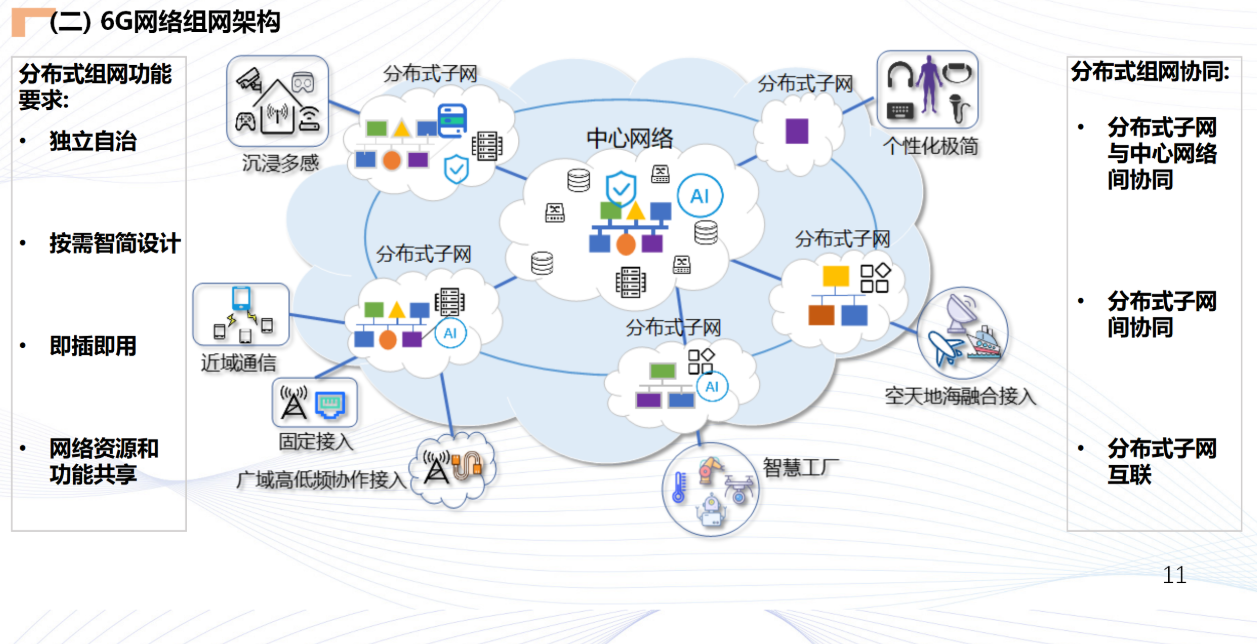 (二) 6G网络组网架构
分布式组网功能
要求:
• 独立自治
• 按需智简设计
• 即插即用
• 网络资源和
功能共享
分布式子网
沉浸多感
中心网络
AI
分布式子网
个性化极简
分布式子网
AI
近域通信
固定接入
广域高低频协作接入
分布式子网
空天地海融合接入
分布式子网
AI
智慧工厂
分布式组网协同:
• 分布式子网
与中心网络
间协同
• 分布式子网
间协同
• 分布式子网
互联
11